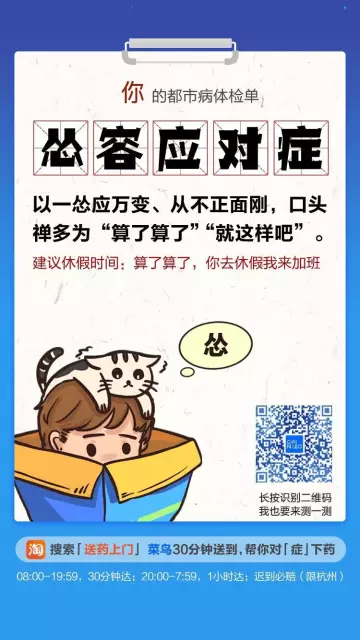 你的都市病体检单
怂容应对症
以一怂应万变、从不正面刚，口头
禅多为“算了算了”“就这样吧”。
建议休假时间：算了算了，你去休假我来加班
怂
CAI
NIAO
长按识别二维码
我也要来测一测
淘 搜索「送药上门」 菜鸟30分钟送到，帮你对「症」下药
08:00-19:59，30分钟达；20:00-7:59，1小时达；迟到必赔（限杭州）